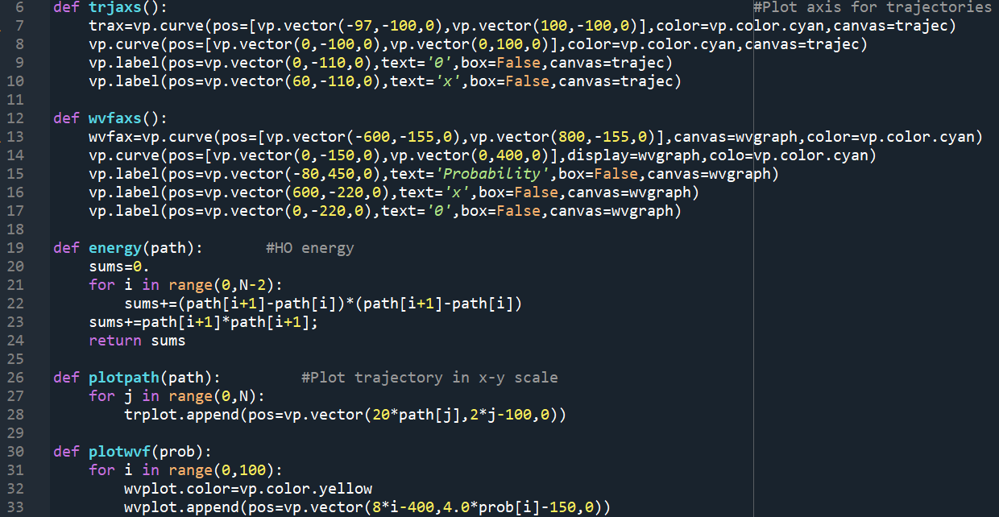 6 def trjaxs(): #Plot axis for trajectories
7 trax=vp.curve(pos=[vp.vector(-97,-100,0),vp.vector(100,-100,0)],color=vp.color.cyan,canvas=trajec)
8 vp.curve(pos=[vp.vector(0,-100,0),vp.vector(0,100,0)],color=vp.color.cyan,canvas=trajec)
9 vp.label(pos=vp.vector(0,-110,0),text='0',box=False,canvas=trajec)
10 vp.label(pos=vp.vector(60,-110,0),text='x',box=False,canvas=trajec)
11
12 def wvfaxs():
13 wvfax=vp.curve(pos=[vp.vector(-600,-155,0),vp.vector(800,-155,0)],canvas=wvgraph,color=vp.color.cyan)
14 vp.curve(pos=[vp.vector(0,-150,0),vp.vector(0,400,0)],display=wvgraph,colo=vp.color.cyan)
15 vp.label(pos=vp.vector(-80,450,0),text='Probability',box=False,canvas=wvgraph)
16 vp.label(pos=vp.vector(600,-220,0),text='x',box=False,canvas=wvgraph)
17 vp.label(pos=vp.vector(0,-220,0),text='0',box=False,canvas=wvgraph)
18
19 def energy(path): #HO energy
20 sums=0.
21 for i in range(0,N-2):
22 sums+=(path[i+1]-path[i])*(path[i+1]-path[i])
23 sums+=path[i+1]*path[i+1];
24 return sums
25
26 def plotpath(path): #Plot trajectory in x-y scale
27 for j in range(0,N):
28 trplot.append(pos=vp.vector(20*path[j],2*j-100,0))
29
30 def plotwvf(prob):
31 for i in range(0,100):
32 wvplot.color=vp.color.yellow
33 wvplot.append(pos=vp.vector(8*i-400,4.0*prob[i]-150,0))